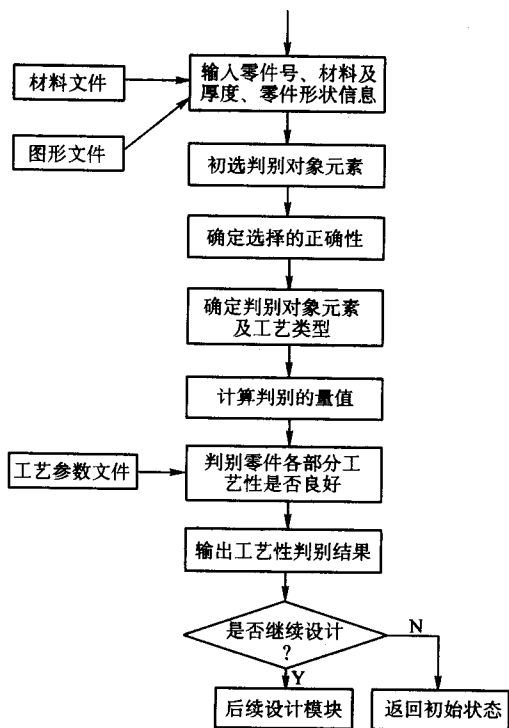 材料文件
输入零件号、材料及
厚度、零件形状信息
图形文件
初选判别对象元素
确定选择的正确性
确定判别对象元素
及工艺类型
计算判别的量值
工艺参数文件
判别零件各部分工
艺性是否良好
输出工艺性判别结果
是否继续设计
?
N
Y
后续设计模块
返回初始状态